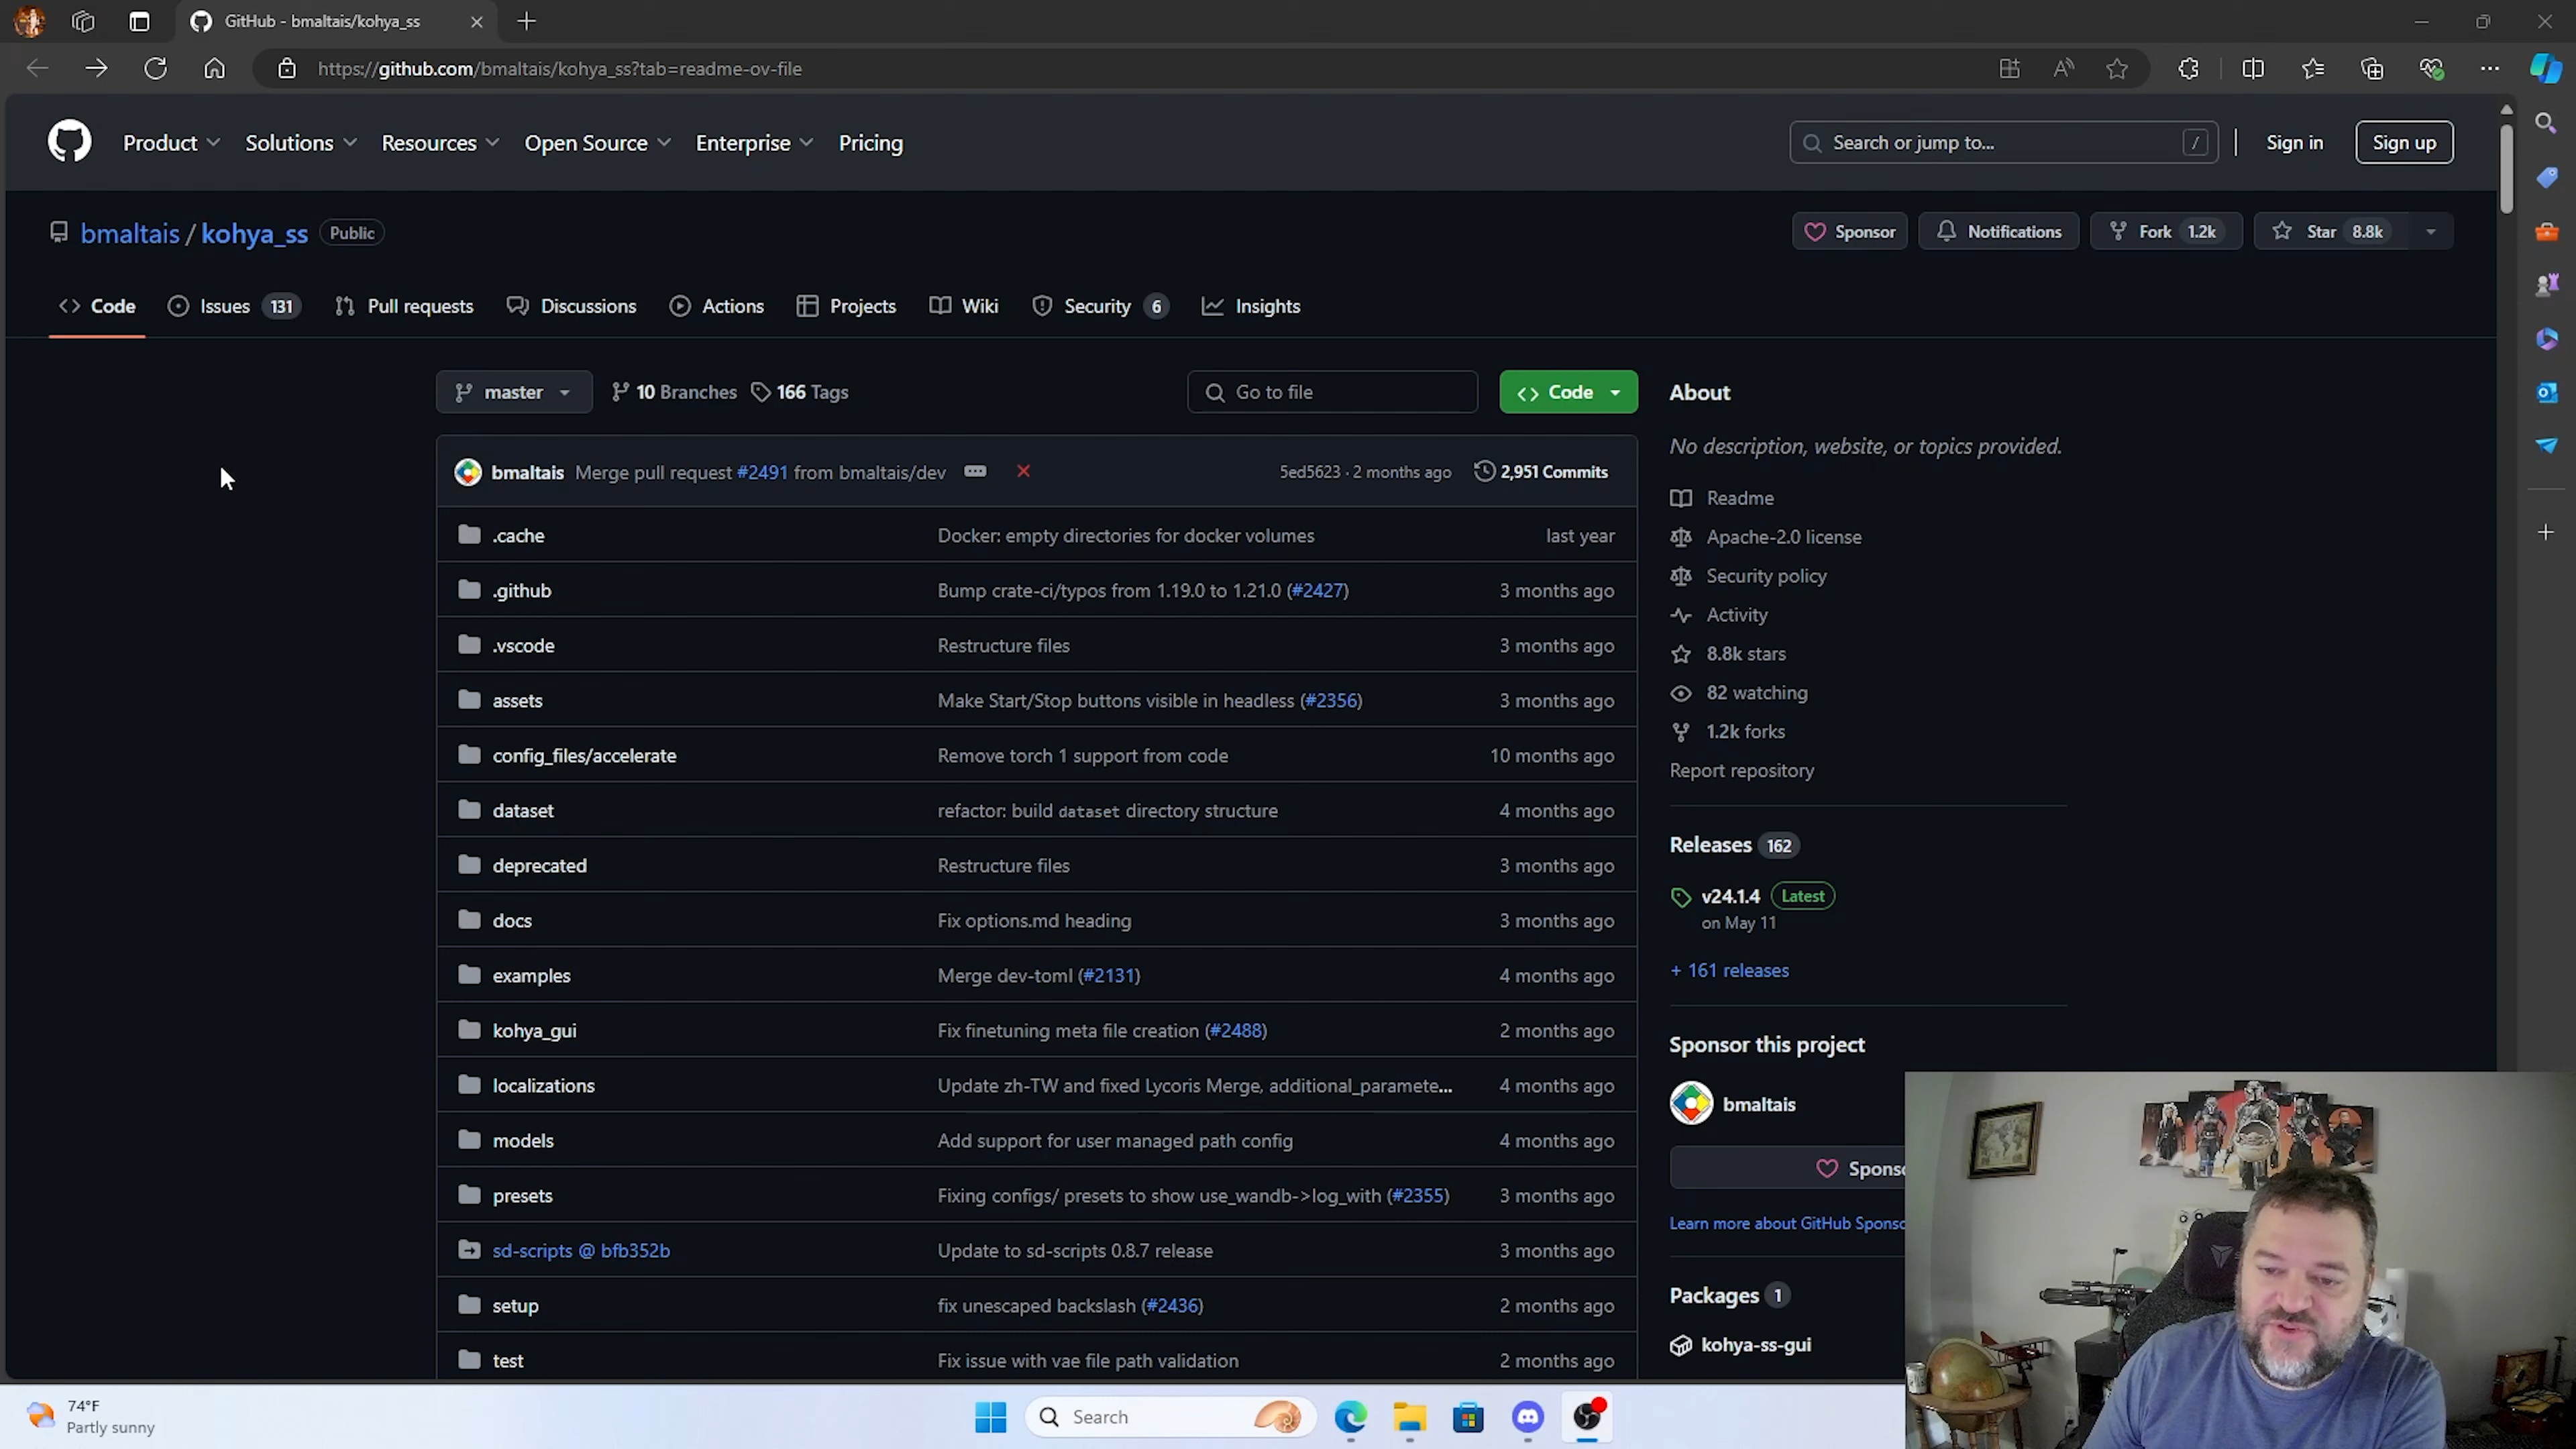 GitHub - bmaltais/kohya_ss
https://github.com/bmaltais/kohya_ss?tab=readme-ov-file
Product Solutions Resources Open Source Enterprise Pricing Search or jump to... / Sign in Sign up
bmaltais / kohya_ss Public Sponsor Notifications Fork 1.2k Star 8.8k
Code Issues 131 Pull requests Discussions Actions Projects Wiki Security 6 Insights
master 10 Branches 166 Tags Go to file Code
bmaltais Merge pull request #2491 from bmaltais/dev 5ed5623 · 2 months ago 2,951 Commits
.cache Docker: empty directories for docker volumes last year
.github Bump crate-ci/typos from 1.19.0 to 1.21.0 (#2427) 3 months ago
.vscode Restructure files 3 months ago
assets Make Start/Stop buttons visible in headless (#2356) 3 months ago
config_files/accelerate Remove torch 1 support from code 10 months ago
dataset refactor: build dataset directory structure 4 months ago
deprecated Restructure files 3 months ago
docs Fix options.md heading 3 months ago
examples Merge dev-toml (#2131) 4 months ago
kohya_gui Fix finetuning meta file creation (#2488) 2 months ago
localizations Update zh-TW and fixed Lycoris Merge, additional_paramete... 4 months ago
models Add support for user managed path config 4 months ago
presets Fixing configs/ presets to show use_wandb->log_with (#2355) 3 months ago
sd-scripts @ bfb352b Update to sd-scripts 0.8.7 release 3 months ago
setup fix unescaped backslash (#2436) 2 months ago
test Fix issue with vae file path validation 2 months ago
About
No description, website, or topics provided.
Readme
Apache-2.0 license
Security policy
Activity
8.8k stars
82 watching
1.2k forks
Report repository
Releases 162
v24.1.4 Latest
on May 11
+ 161 releases
Sponsor this project
bmaltais
Sponso
Learn more about GitHub Sponso
Packages 1
kohya-ss-gui
74°F
Partly sunny
Search